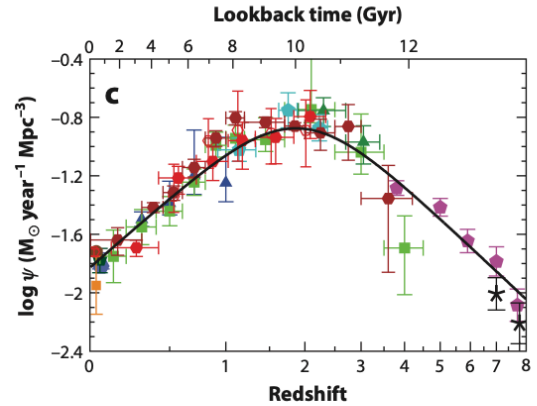 Lookback time (Gyr)
0 2 4 6 8 10 12
−0.4
c
−0.8
−1.2
−1.6
−2
−2.4
log ψ (M☉ year−1 Mpc−3)
0 1 2 3 4 5 6 7 8
Redshift